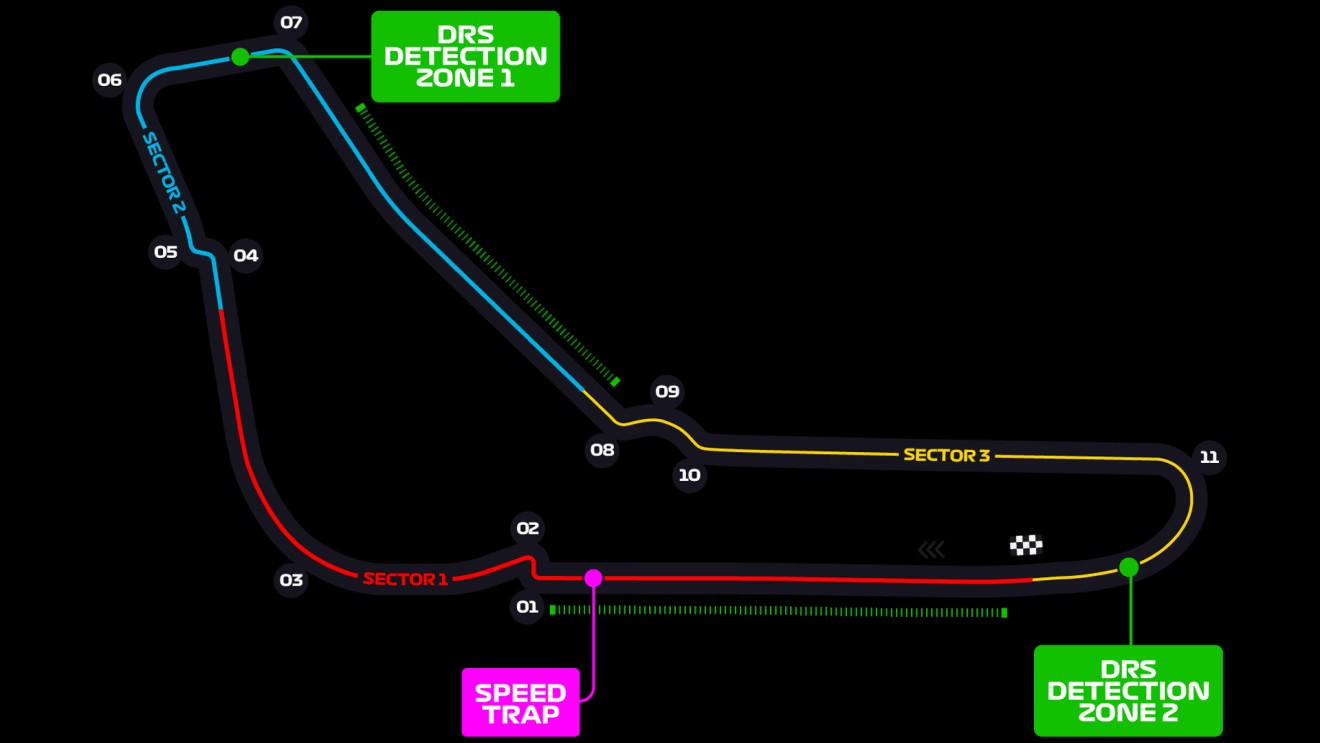 07
DRS
DETECTION
ZONE 1
06
SECTOR 2
05
04
09
08
10
SECTOR 3
11
02
03
SECTOR 1
01
SPEED
TRAP
DRS
DETECTION
ZONE 2